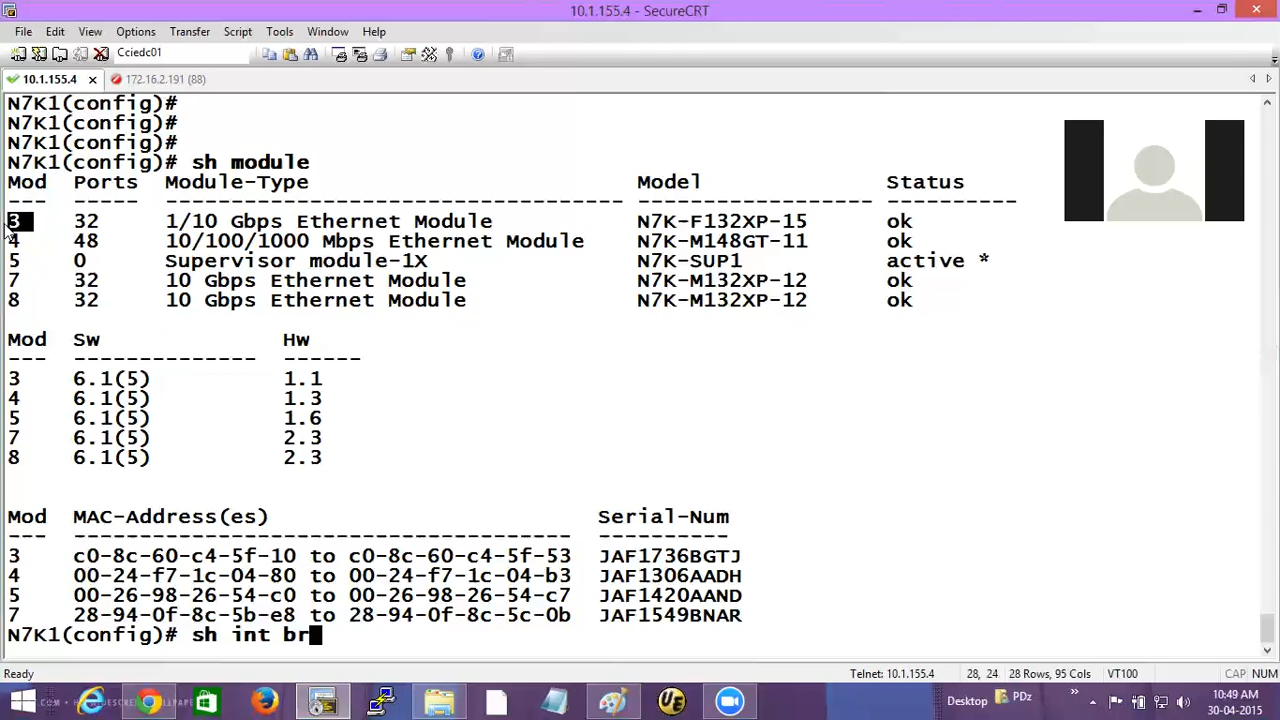 10.1.155.4 - SecureCRT
File Edit View Options Transfer Script Tools Window Help
Cciedc01
10.1.155.4 172.16.2.191 (88)
N7K1(config)#
N7K1(config)#
N7K1(config)#
N7K1(config)# sh module
Mod Ports Module-Type Model Status
--- ----- ----------------------------------- ------------------ ----------
3 32 1/10 Gbps Ethernet Module N7K-F132XP-15 ok
4 48 10/100/1000 Mbps Ethernet Module N7K-M148GT-11 ok
5 0 Supervisor module-1X N7K-SUP1 active *
7 32 10 Gbps Ethernet Module N7K-M132XP-12 ok
8 32 10 Gbps Ethernet Module N7K-M132XP-12 ok
Mod Sw Hw
--- -------------- ------
3 6.1(5) 1.1
4 6.1(5) 1.3
5 6.1(5) 1.6
7 6.1(5) 2.3
8 6.1(5) 2.3
Mod MAC-Address(es) Serial-Num
--- -------------------------------------- ----------
3 c0-8c-60-c4-5f-10 to c0-8c-60-c4-5f-53 JAF1736BGTJ
4 00-24-f7-1c-04-80 to 00-24-f7-1c-04-b3 JAF1306AADH
5 00-26-98-26-54-c0 to 00-26-98-26-54-c7 JAF1420AAND
7 28-94-0f-8c-5b-e8 to 28-94-0f-8c-5c-0b JAF1549BNAR
N7K1(config)# sh int br
Ready Telnet: 10.1.155.4 28, 24 28 Rows, 95 Cols VT100 CAP NUM
Desktop PDz
10:49 AM
30-04-2015